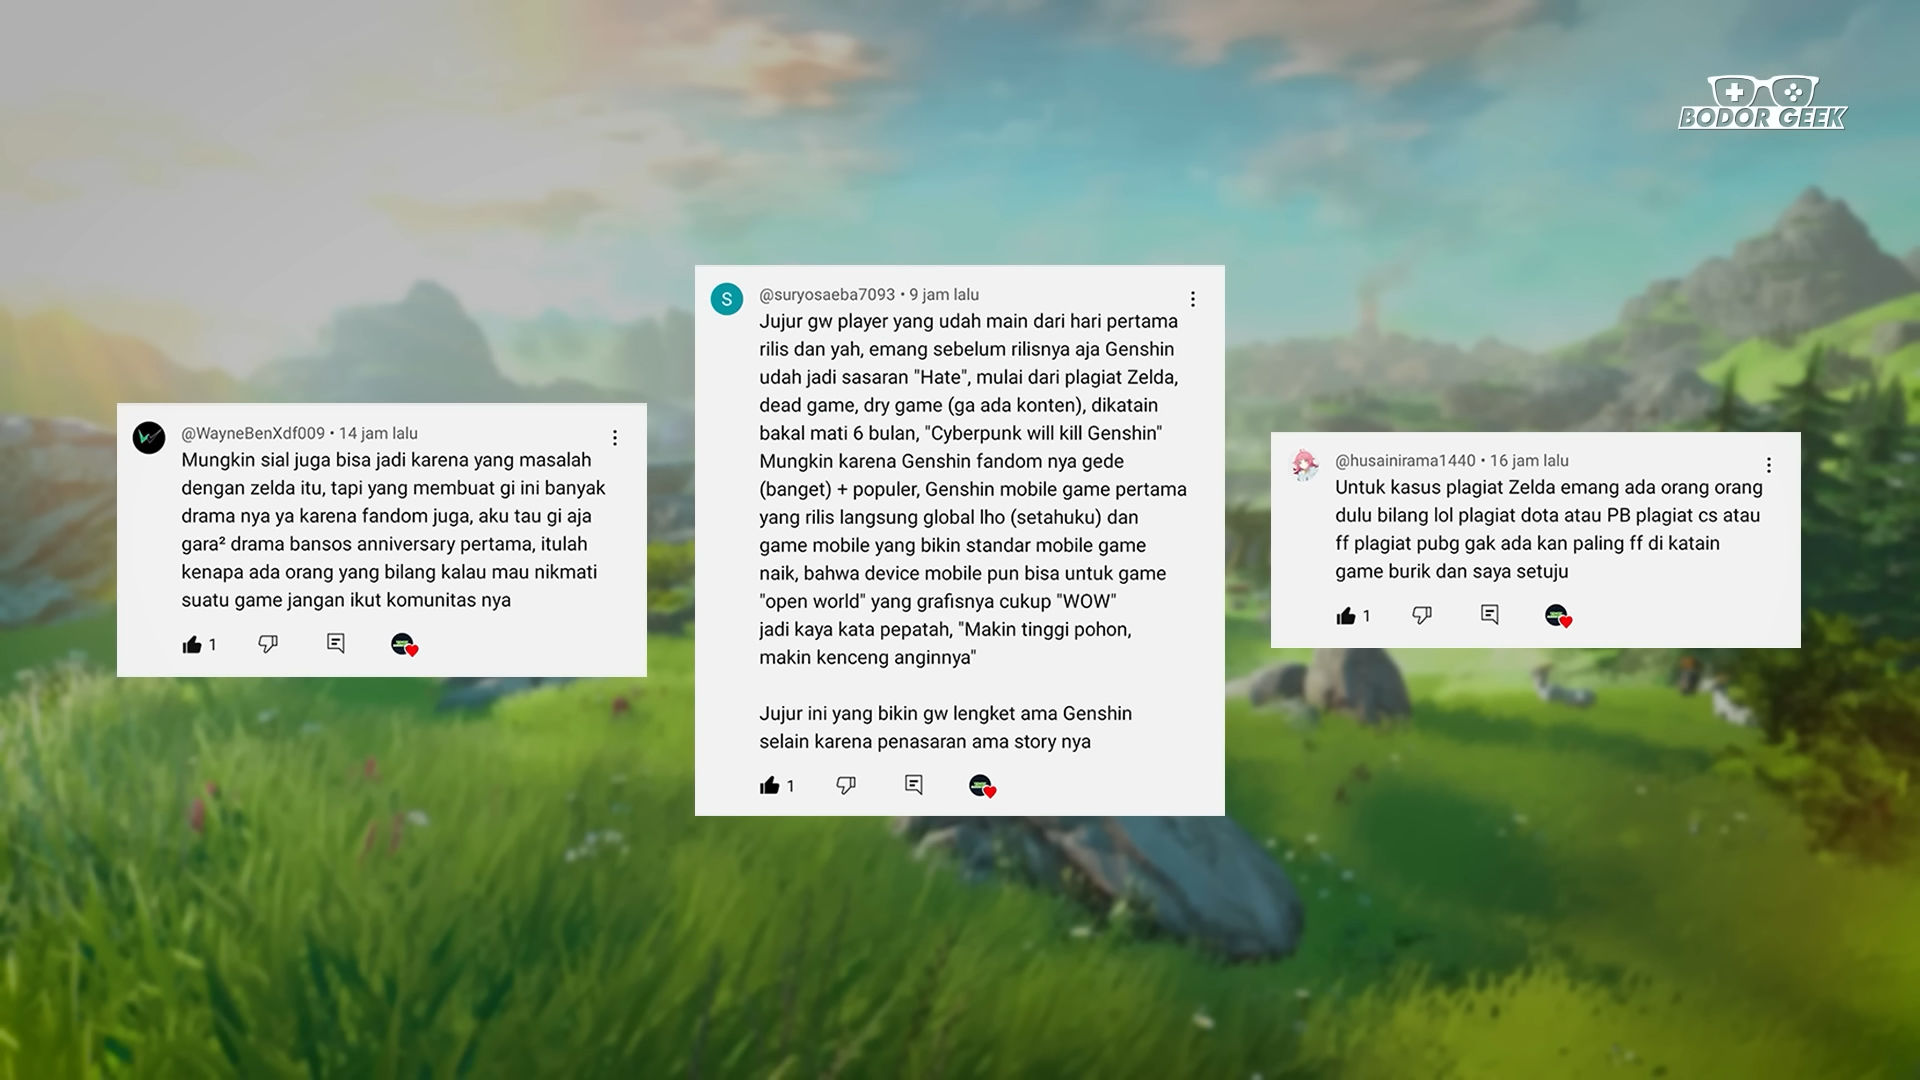 BODOR GEEK
@WayneBenXdf009 • 14 jam lalu
Mungkin sial juga bisa jadi karena yang masalah
dengan zelda itu, tapi yang membuat gi ini banyak
drama nya ya karena fandom juga, aku tau gi aja
gara² drama bansos anniversary pertama, itulah
kenapa ada orang yang bilang kalau mau nikmati
suatu game jangan ikut komunitas nya
1
S
@suryosaeba7093 • 9 jam lalu
Jujur gw player yang udah main dari hari pertama
rilis dan yah, emang sebelum rilisnya aja Genshin
udah jadi sasaran "Hate", mulai dari plagiat Zelda,
dead game, dry game (ga ada konten), dikatain
bakal mati 6 bulan, "Cyberpunk will kill Genshin"
Mungkin karena Genshin fandom nya gede
(banget) + populer, Genshin mobile game pertama
yang rilis langsung global lho (setahuku) dan
game mobile yang bikin standar mobile game
naik, bahwa device mobile pun bisa untuk game
"open world" yang grafisnya cukup "WOW"
jadi kaya kata pepatah, "Makin tinggi pohon,
makin kenceng anginnya"
Jujur ini yang bikin gw lengket ama Genshin
selain karena penasaran ama story nya
1
@husainirama1440 • 16 jam lalu
Untuk kasus plagiat Zelda emang ada orang orang
dulu bilang lol plagiat dota atau PB plagiat cs atau
ff plagiat pubg gak ada kan paling ff di katain
game burik dan saya setuju
1